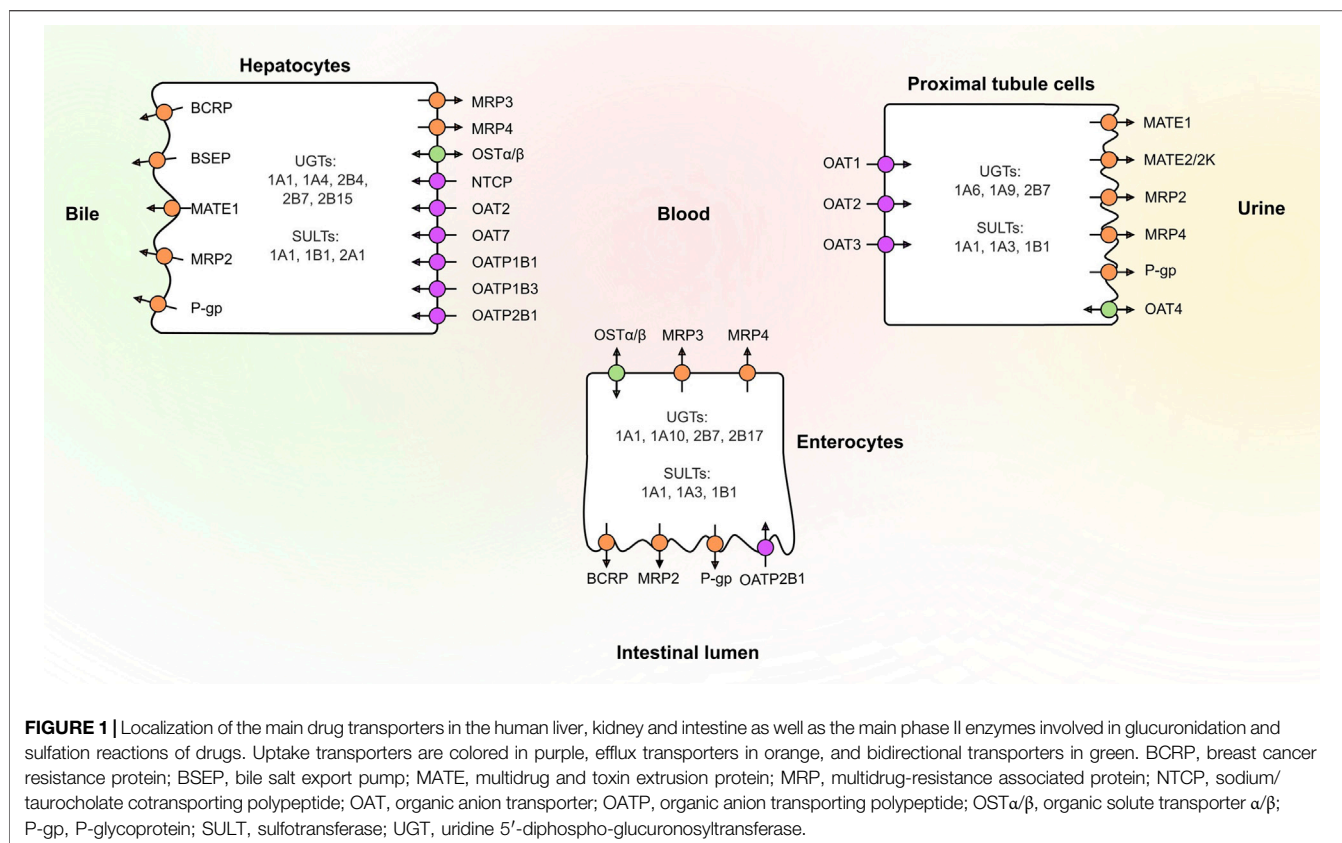 Hepatocytes
BCRP
BSEP
MATE1
MRP2
P-gp
UGTs:
1A1, 1A4, 2B4,
2B7, 2B15
SULTs:
1A1, 1B1, 2A1
MRP3
MRP4
OSTα/β
NTCP
OAT2
OAT7
OATP1B1
OATP1B3
OATP2B1
Bile
Blood
Proximal tubule cells
OAT1
OAT2
OAT3
UGTs:
1A6, 1A9, 2B7
SULTs:
1A1, 1A3, 1B1
MATE1
MATE2/2K
MRP2
MRP4
P-gp
OAT4
Urine
OSTα/β MRP3 MRP4
UGTs:
1A1, 1A10, 2B7, 2B17
SULTs:
1A1, 1A3, 1B1
Enterocytes
BCRP MRP2 P-gp OATP2B1
Intestinal lumen
FIGURE 1 | Localization of the main drug transporters in the human liver, kidney and intestine as well as the main phase II enzymes involved in glucuronidation and
sulfation reactions of drugs. Uptake transporters are colored in purple, efflux transporters in orange, and bidirectional transporters in green. BCRP, breast cancer
resistance protein; BSEP, bile salt export pump; MATE, multidrug and toxin extrusion protein; MRP, multidrug-resistance associated protein; NTCP, sodium/
taurocholate cotransporting polypeptide; OAT, organic anion transporter; OATP, organic anion transporting polypeptide; OSTα/β, organic solute transporter α/β;
P-gp, P-glycoprotein; SULT, sulfotransferase; UGT, uridine 5′-diphospho-glucuronosyltransferase.